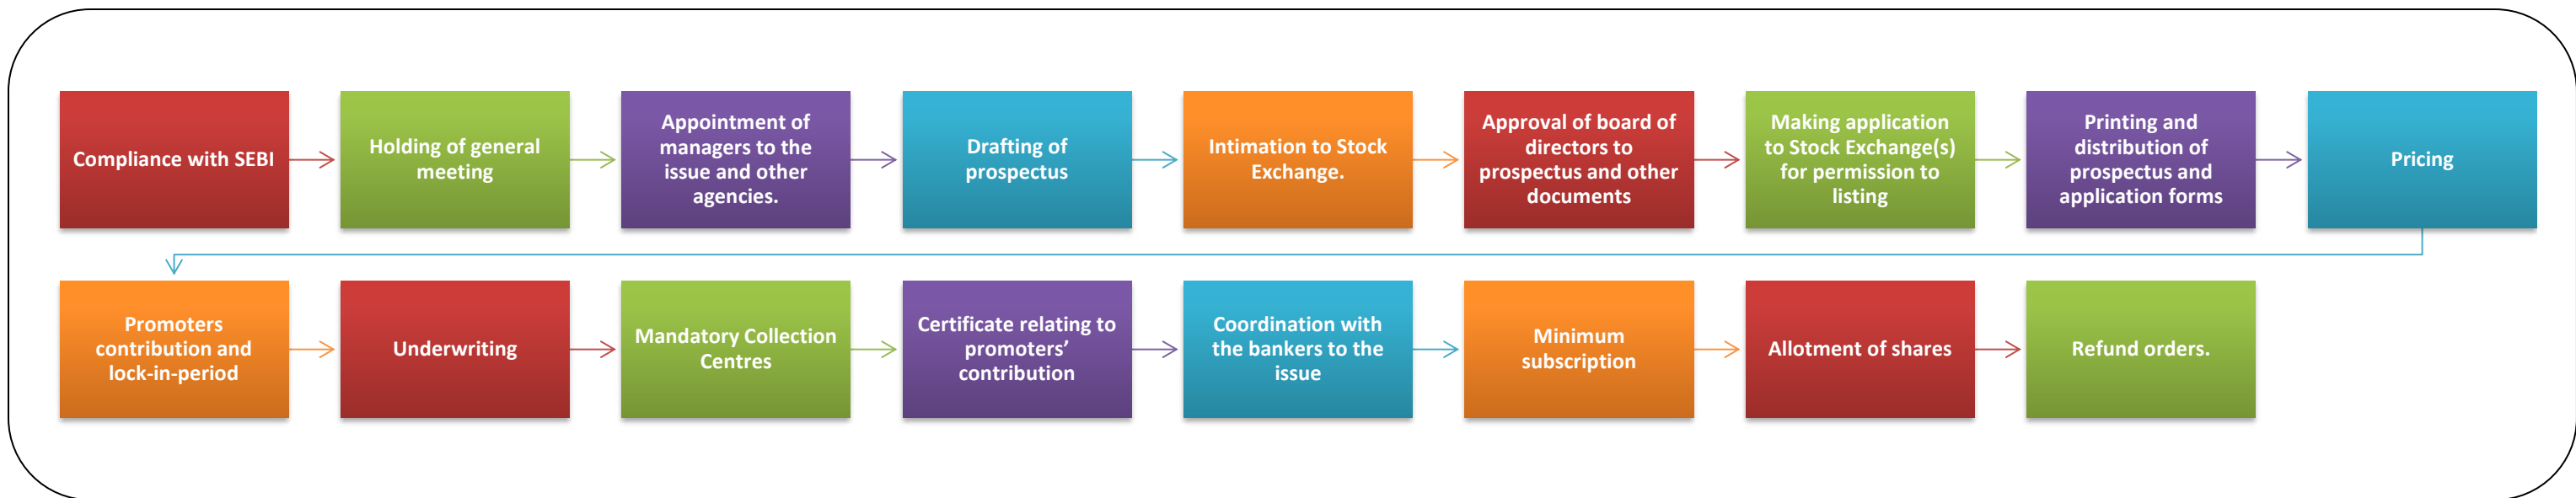 Compliance with SEBI
Holding of general
meeting
Appointment of
managers to the
issue and other
agencies.
Drafting of
prospectus
Intimation to Stock
Exchange.
Approval of board of
directors to
prospectus and other
documents
Making application
to Stock Exchange(s)
for permission to
listing
Printing and
distribution of
prospectus and
application forms
Pricing
Promoters
contribution and
lock-in-period
Underwriting
Mandatory Collection
Centres
Certificate relating to
promoters’
contribution
Coordination with
the bankers to the
issue
Minimum
subscription
Allotment of shares
Refund orders.